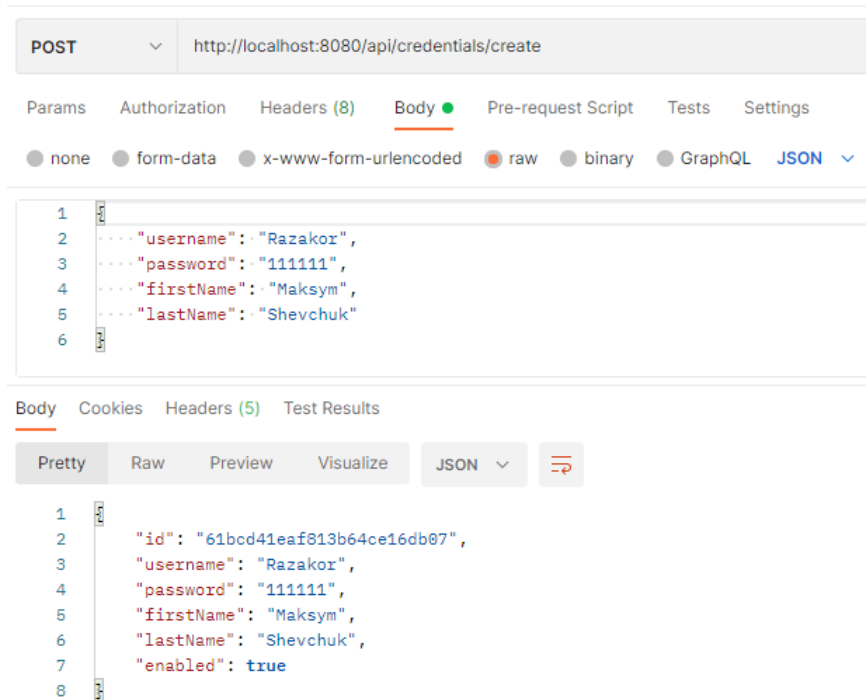 POST http://localhost:8080/api/credentials/create
Params Authorization Headers (8) Body Pre-request Script Tests Settings
none form-data x-www-form-urlencoded raw binary GraphQL JSON
1 {
2 "username": "Razakor",
3 "password": "111111",
4 "firstName": "Maksym",
5 "lastName": "Shevchuk"
6 }
Body Cookies Headers (5) Test Results
Pretty Raw Preview Visualize JSON
1 {
2 "id": "61bcd41eaf813b64ce16db07",
3 "username": "Razakor",
4 "password": "111111",
5 "firstName": "Maksym",
6 "lastName": "Shevchuk",
7 "enabled": true
8 }